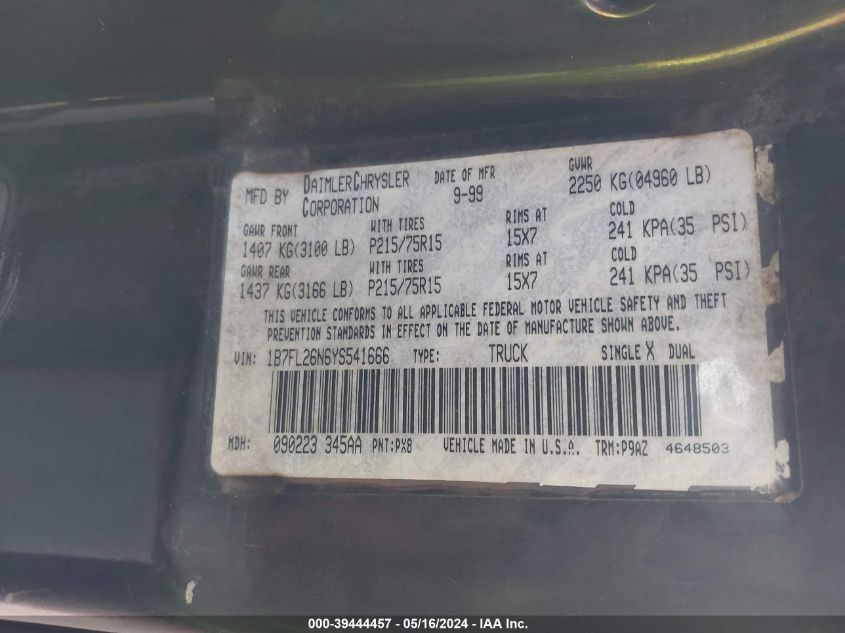 MFD BY DAIMLERCHRYSLER CORPORATION DATE OF MFR 9-99 GVWR 2250 KG(04960 LB)
GAWR FRONT WITH TIRES RIMS AT COLD
1407 KG(3100 LB) P215/75R15 15X7 241 KPA(35 PSI)
GAWR REAR WITH TIRES RIMS AT COLD
1437 KG(3166 LB) P215/75R15 15X7 241 KPA(35 PSI)
THIS VEHICLE CONFORMS TO ALL APPLICABLE FEDERAL MOTOR VEHICLE SAFETY AND THEFT
PREVENTION STANDARDS IN EFFECT ON THE DATE OF MANUFACTURE SHOWN ABOVE.
VIN: 1B7FL26N6YS541666 TYPE: TRUCK SINGLE X DUAL
MDH: 090223 345AA PNT:PX8 VEHICLE MADE IN U.S.A. TRM:P9AZ 4648503
000-39444457 - 05/16/2024 - IAA Inc.